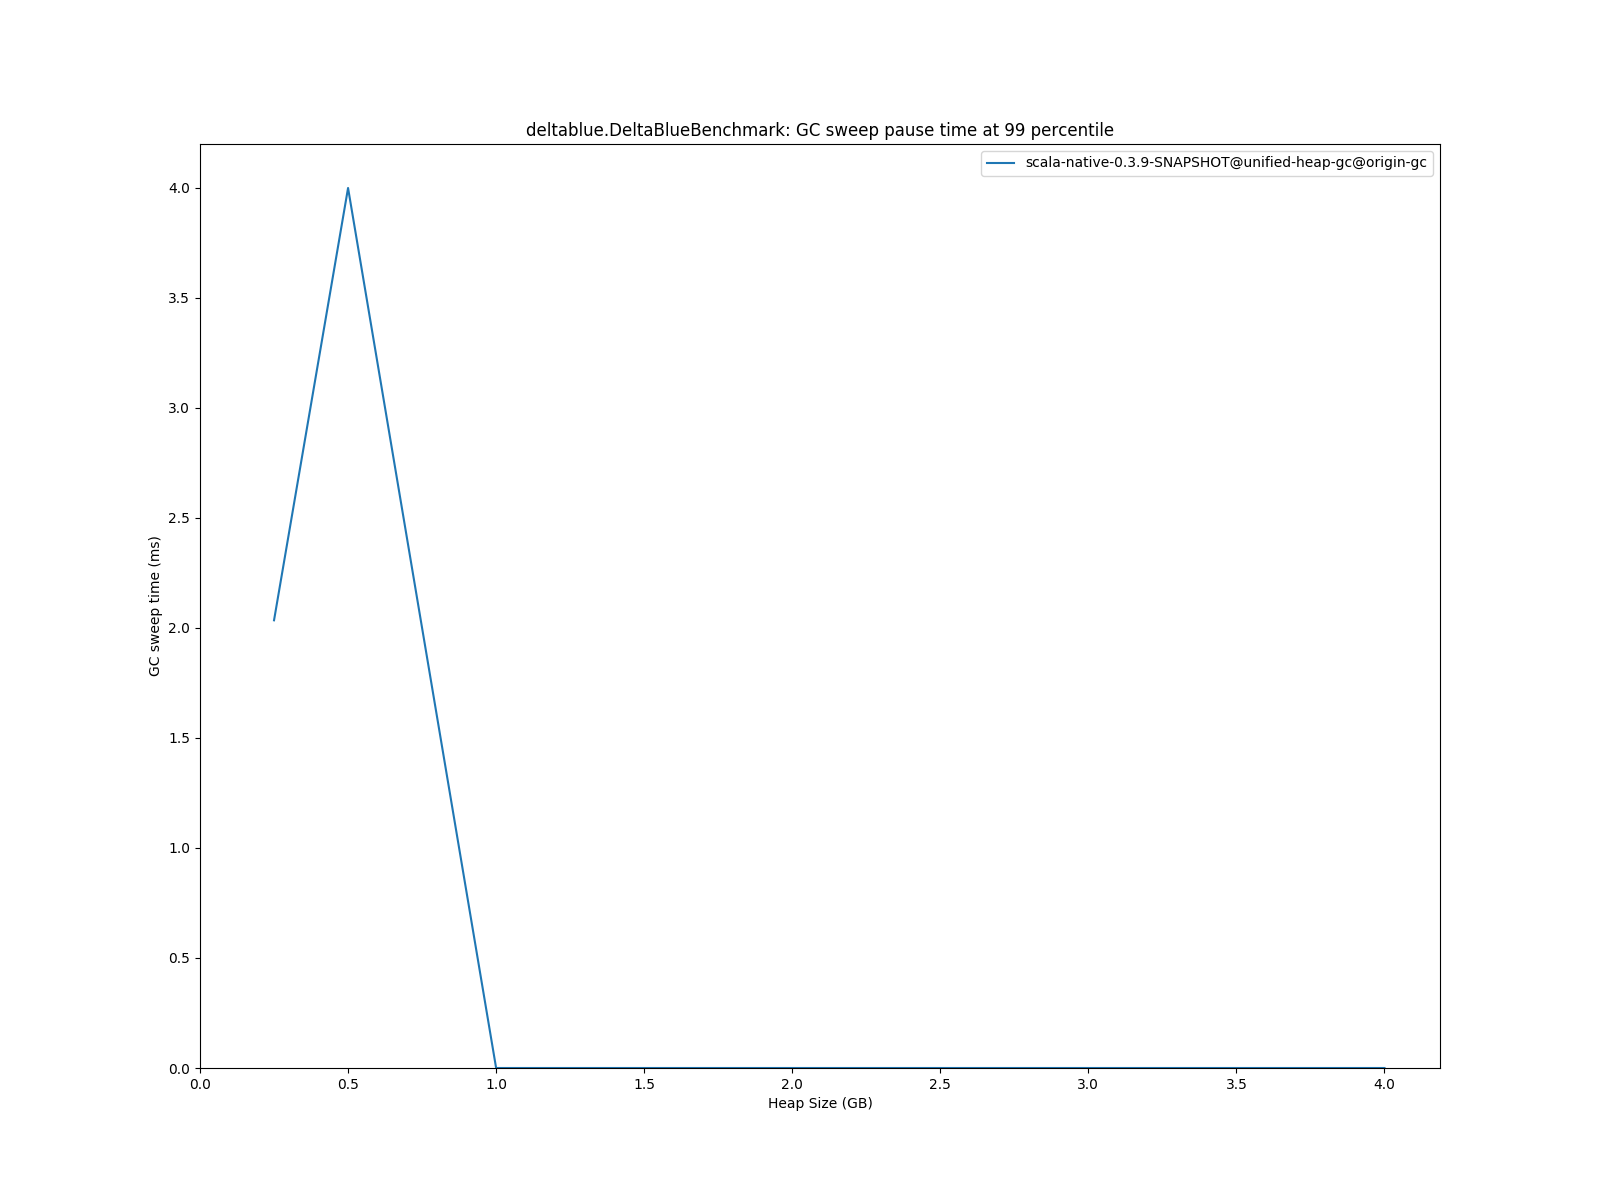 deltablue.DeltaBlueBenchmark: GC sweep pause time at 99 percentile
scala-native-0.3.9-SNAPSHOT@unified-heap-gc@origin-gc
4.0
3.5
3.0
2.5
2.0
1.5
1.0
0.5
0.0
GC sweep time (ms)
0.0 0.5 1.0 1.5 2.0 2.5 3.0 3.5 4.0
Heap Size (GB)